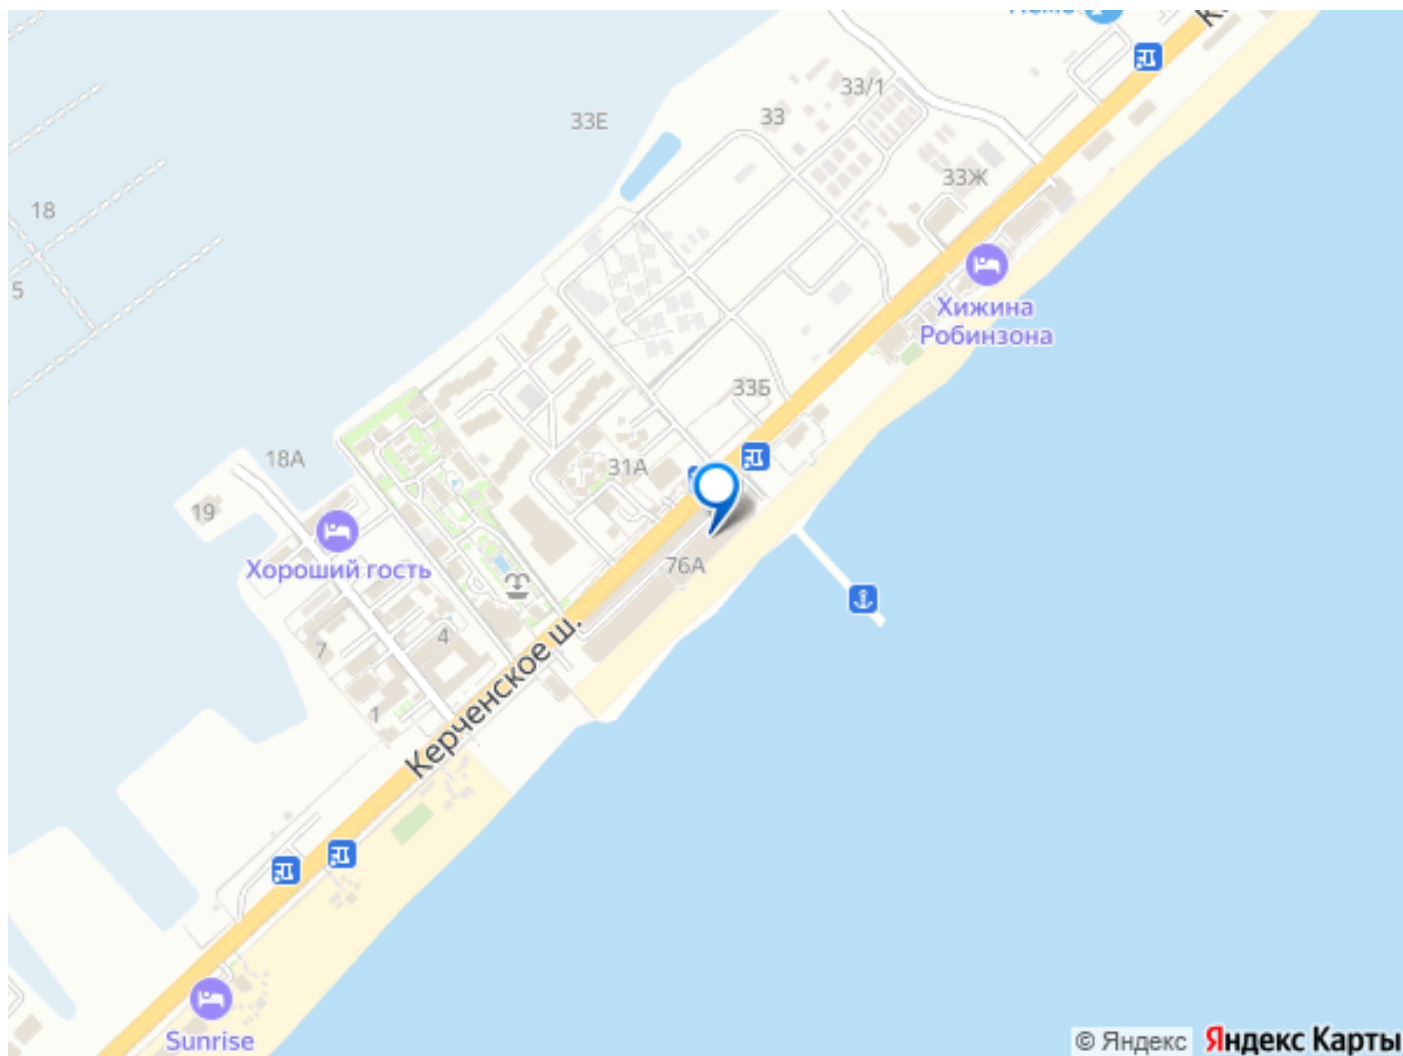 33/1
33
33Е
33Ж
18
5
Хижина
Робинзона
33Б
18А
31А
19
76А
Хороший гость
4
7
1
Керченское ш.
Sunrise
© Яндекс
Яндекс Карты